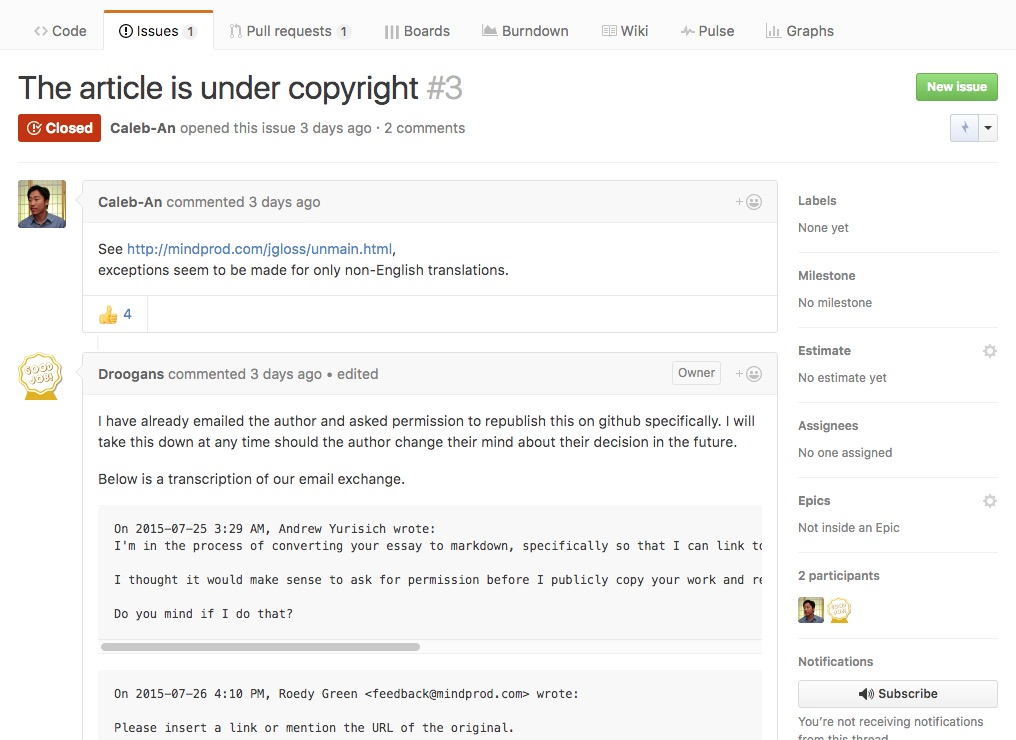 Code Issues 1 Pull requests 1 Boards Burndown Wiki Pulse Graphs
The article is under copyright #3
New issue
Closed Caleb-An opened this issue 3 days ago · 2 comments
Caleb-An commented 3 days ago
See http://mindprod.com/jgloss/unmain.html,
exceptions seem to be made for only non-English translations.
4
GOOD JOB!
Droogans commented 3 days ago • edited
Owner
I have already emailed the author and asked permission to republish this on github specifically. I will
take this down at any time should the author change their mind about their decision in the future.
Below is a transcription of our email exchange.
On 2015-07-25 3:29 AM, Andrew Yurisich wrote:
I'm in the process of converting your essay to markdown, specifically so that I can link to
I thought it would make sense to ask for permission before I publicly copy your work and re
Do you mind if I do that?
On 2015-07-26 4:10 PM, Roedy Green <feedback@mindprod.com> wrote:
Please insert a link or mention the URL of the original.
Labels
None yet
Milestone
No milestone
Estimate
No estimate yet
Assignees
No one assigned
Epics
Not inside an Epic
2 participants
Notifications
Subscribe
You're not receiving notifications
from this thread.